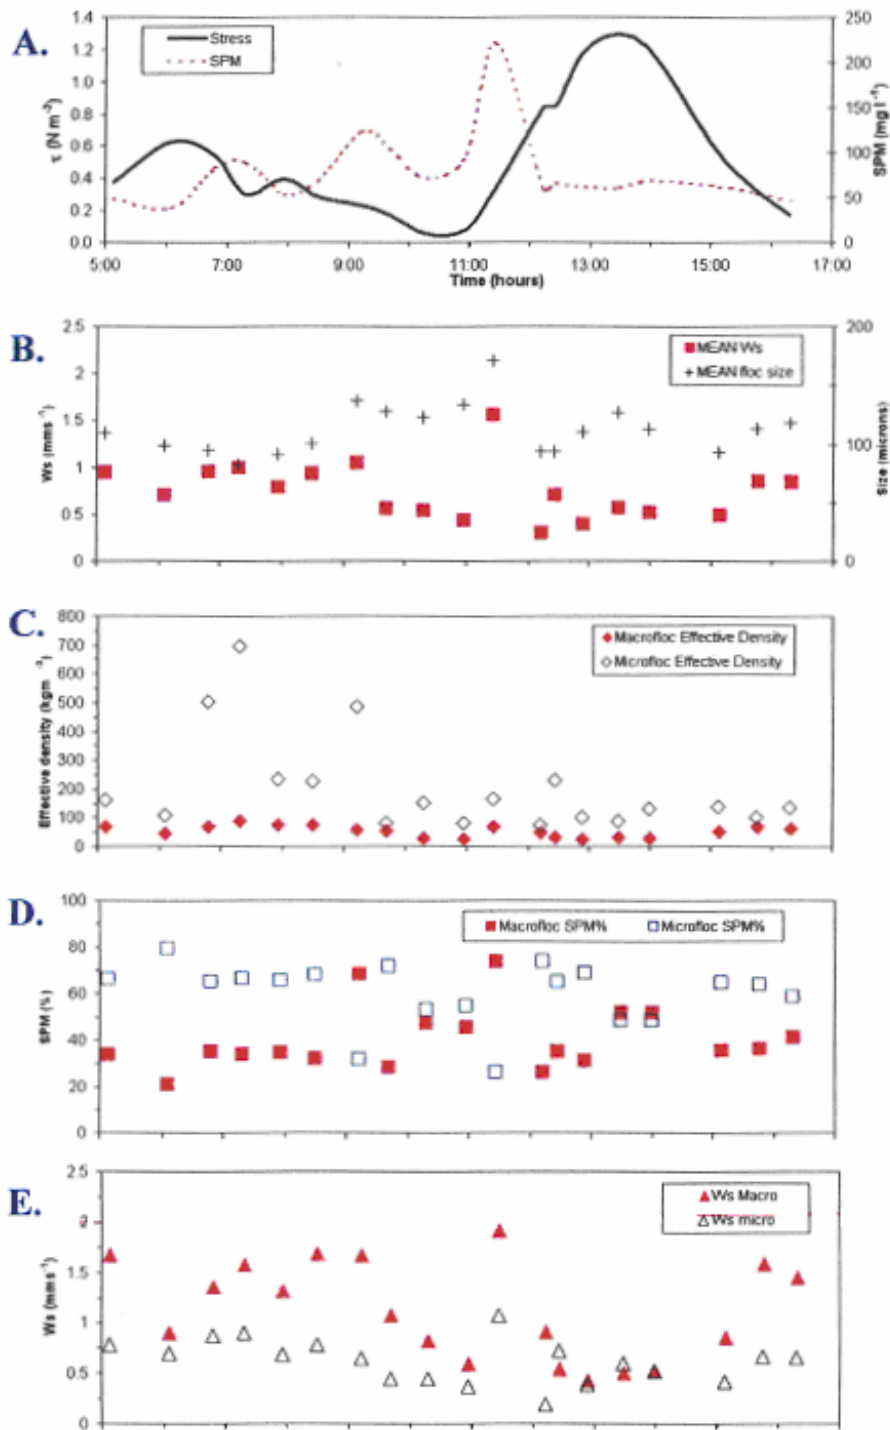 A.
1.4
1.2
1.0
0.8
0.6
0.4
0.2
0.0
τ (N m⁻³)
Stress
SPM
250
200
150
100
50
0
SPM (mg l⁻¹)
5:00 7:00 9:00 11:00 13:00 15:00 17:00
Time (hours)
B.
2.5
2
1.5
1
0.5
0
Ws (mms⁻¹)
MEAN Ws
MEAN floc size
200
100
0
Size (microns)
C.
800
700
600
500
400
300
200
100
0
Effective density (kgm⁻³)
Macrofloc Effective Density
Microfloc Effective Density
D.
100
80
60
40
20
0
SPM (%)
Macrofloc SPM% Microfloc SPM%
E.
2.5
2
1.5
1
0.5
0
Ws (mms⁻¹)
Ws Macro
Ws micro